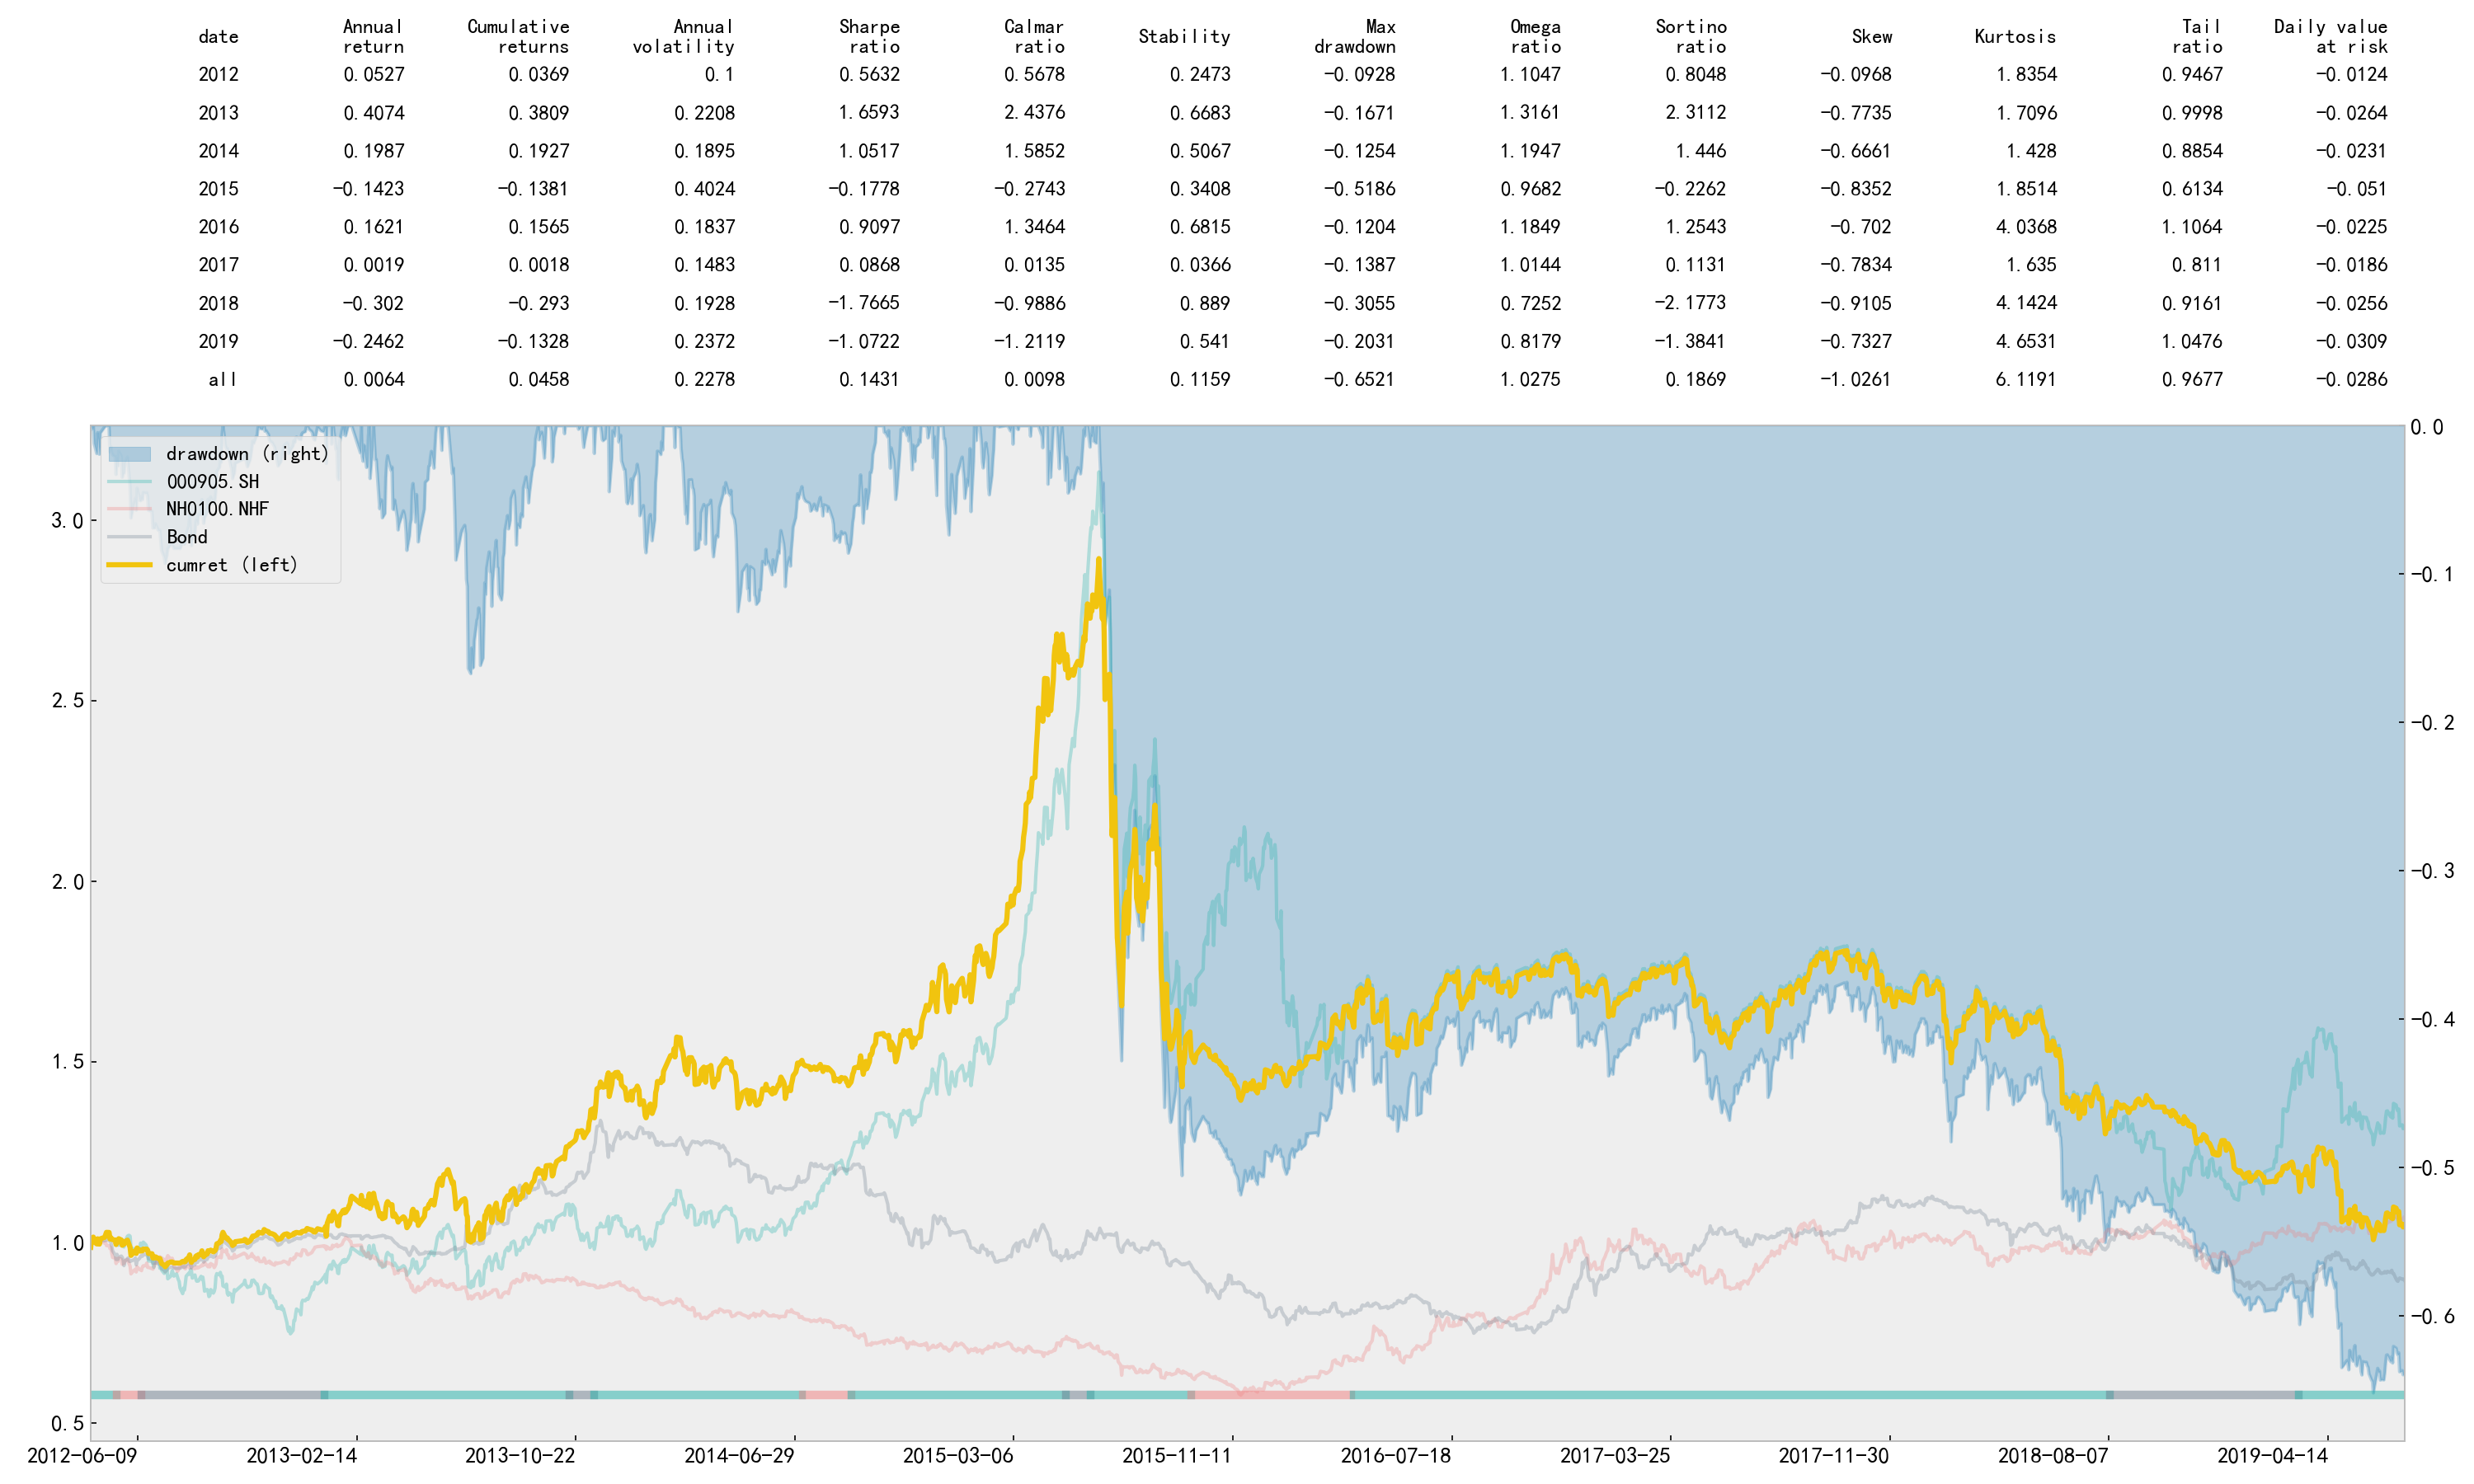 date Annual return Cumulative returns Annual volatility Sharpe ratio Calmar ratio Stability Max drawdown Omega ratio Sortino ratio Skew Kurtosis Tail ratio Daily value at risk
2012 0.0527 0.0369 0.1 0.5632 0.5678 0.2473 -0.0928 1.1047 0.8048 -0.0968 1.8354 0.9467 -0.0124
2013 0.4074 0.3809 0.2208 1.6593 2.4376 0.6683 -0.1671 1.3161 2.3112 -0.7735 1.7096 0.9998 -0.0264
2014 0.1987 0.1927 0.1895 1.0517 1.5852 0.5067 -0.1254 1.1947 1.446 -0.6661 1.428 0.8854 -0.0231
2015 -0.1423 -0.1381 0.4024 -0.1778 -0.2743 0.3408 -0.5186 0.9682 -0.2262 -0.8352 1.8514 0.6134 -0.051
2016 0.1621 0.1565 0.1837 0.9097 1.3464 0.6815 -0.1204 1.1849 1.2543 -0.702 4.0368 1.1064 -0.0225
2017 0.0019 0.0018 0.1483 0.0868 0.0135 0.0366 -0.1387 1.0144 0.1131 -0.7834 1.635 0.811 -0.0186
2018 -0.302 -0.293 0.1928 -1.7665 -0.9886 0.889 -0.3055 0.7252 -2.1773 -0.9105 4.1424 0.9161 -0.0256
2019 -0.2462 -0.1328 0.2372 -1.0722 -1.2119 0.541 -0.2031 0.8179 -1.3841 -0.7327 4.6531 1.0476 -0.0309
all 0.0064 0.0458 0.2278 0.1431 0.0098 0.1159 -0.6521 1.0275 0.1869 -1.0261 6.1191 0.9677 -0.0286
drawdown (right)
000905.SH
NH0100.NHF
Bond
cumret (left)
3.0
2.5
2.0
1.5
1.0
0.5
0.0
-0.1
-0.2
-0.3
-0.4
-0.5
-0.6
2012-06-09 2013-02-14 2013-10-22 2014-06-29 2015-03-06 2015-11-11 2016-07-18 2017-03-25 2017-11-30 2018-08-07 2019-04-14